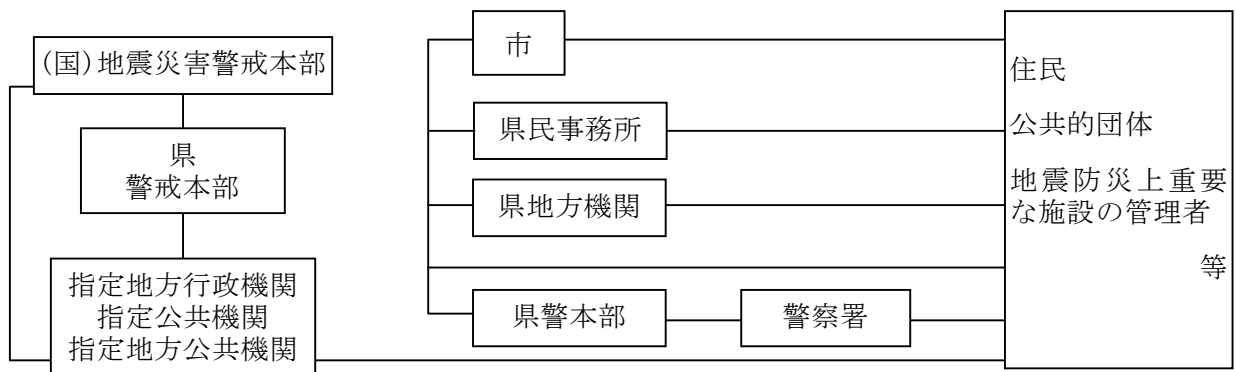 (国)地震災害警戒本部
県
警戒本部
指定地方行政機関
指定公共機関
指定地方公共機関
市
県民事務所
県地方機関
県警本部
警察署
住民
公共的団体
地震防災上重要
な施設の管理者
等